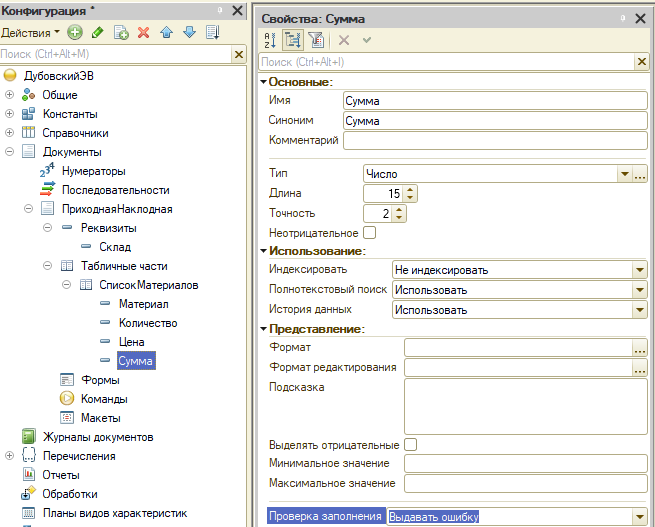 Конфигурация *
Действия
Поиск (Ctrl+Alt+M)
ДубовскийЭВ
Общие
Константы
Справочники
Документы
Нумераторы
Последовательности
ПриходнаяНаклодная
Реквизиты
Склад
Табличные части
СписокМатериалов
Материал
Количество
Цена
Сумма
Формы
Команды
Макеты
Журналы документов
Перечисления
Отчеты
Обработки
Планы видов характеристик
Свойства: Сумма
Поиск (Ctrl+Alt+I)
Основные:
Имя Сумма
Синоним Сумма
Комментарий
Тип Число
Длина 15
Точность 2
Неотрицательное
Использование:
Индексировать Не индексировать
Полнотекстовый поиск Использовать
История данных Использовать
Представление:
Формат
Формат редактирования
Подсказка
Выделять отрицательные
Минимальное значение
Максимальное значение
Проверка заполнения Выдавать ошибку